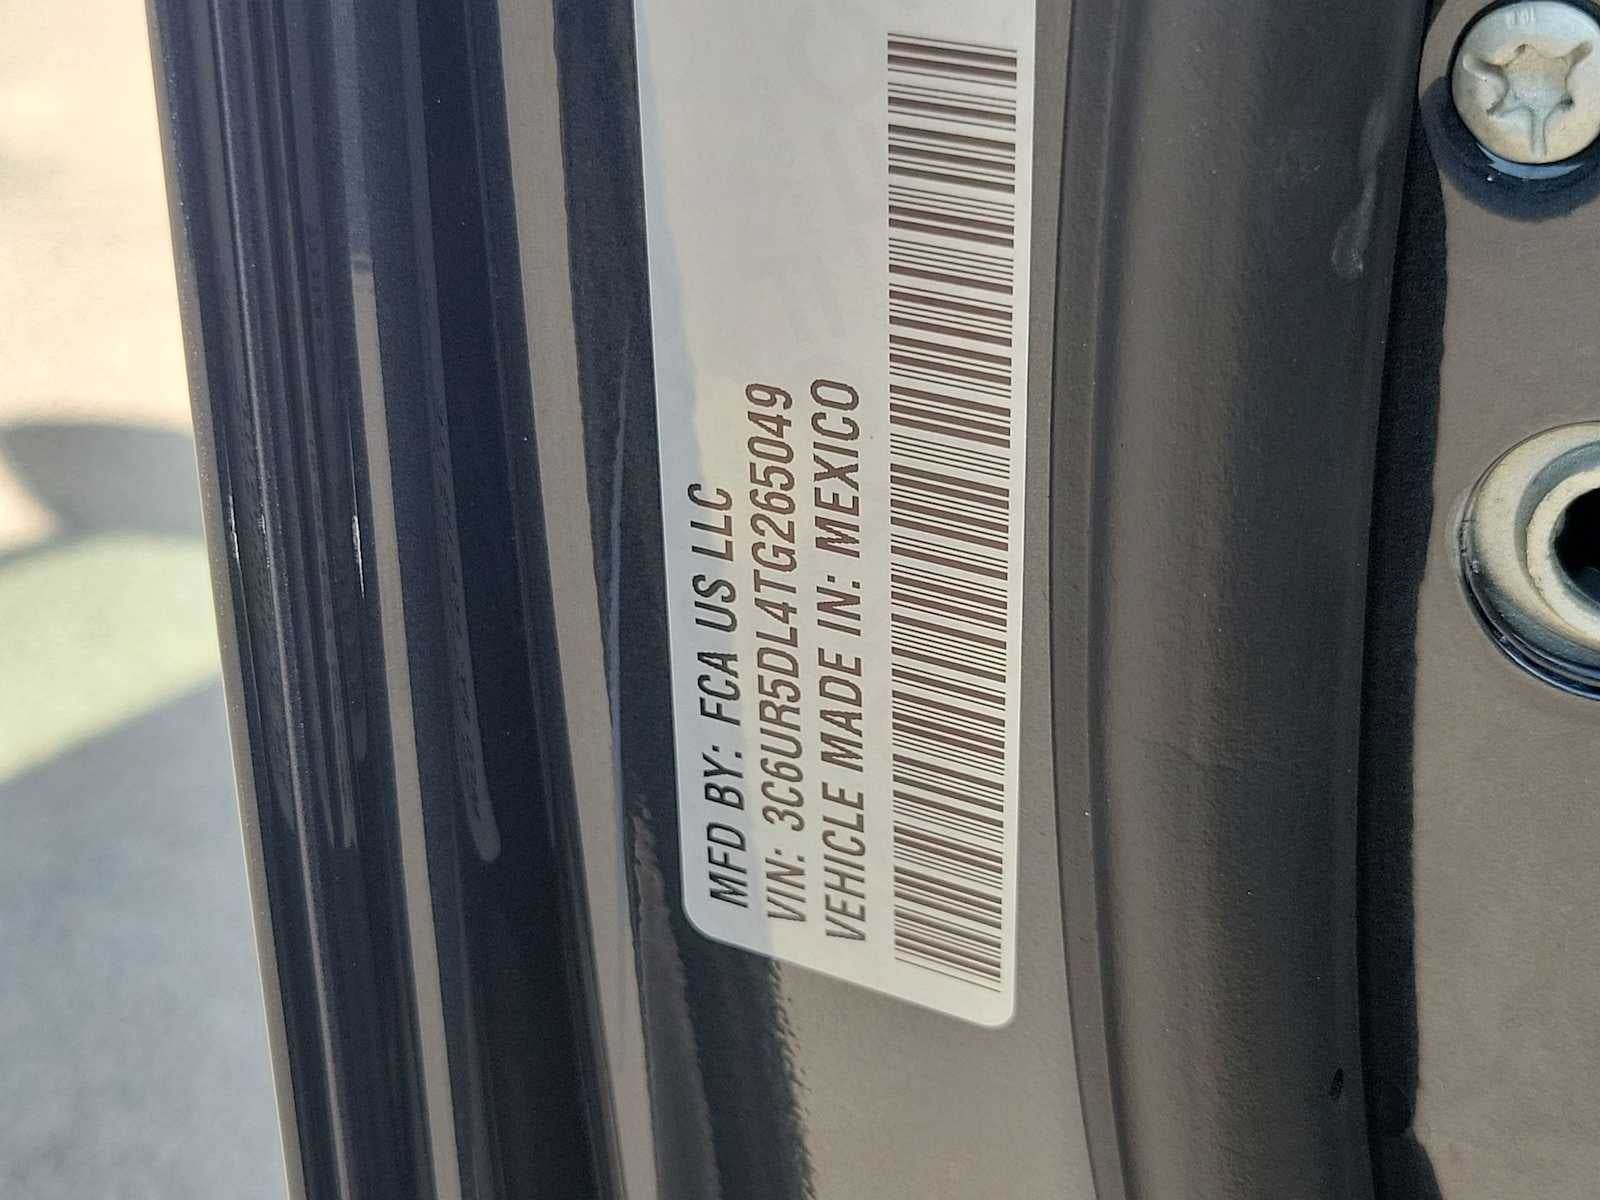 MFD BY: FCA US LLC
VIN: 3C6UR5DL4TG265049
VEHICLE MADE IN: MEXICO